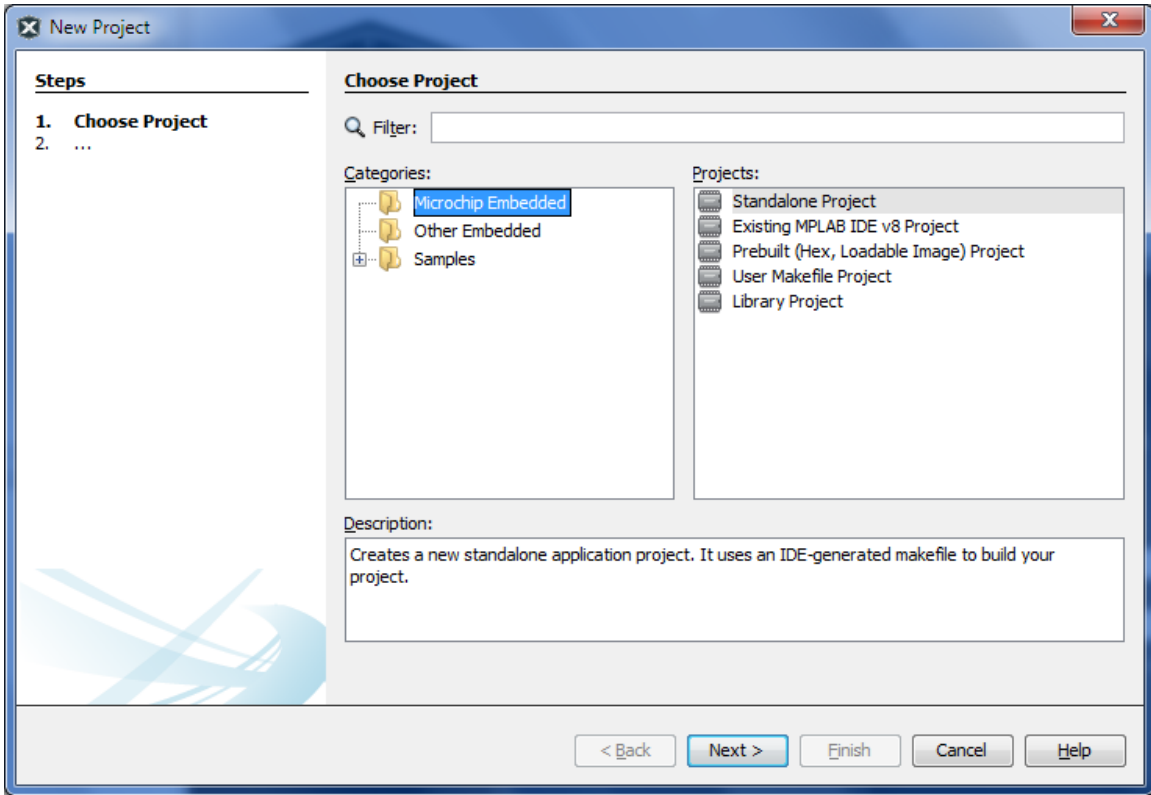 New Project
Steps
1. Choose Project
2. ...
Choose Project
Filter:
Categories:
Microchip Embedded
Other Embedded
Samples
Projects:
Standalone Project
Existing MPLAB IDE v8 Project
Prebuilt (Hex, Loadable Image) Project
User Makefile Project
Library Project
Description:
Creates a new standalone application project. It uses an IDE-generated makefile to build your
project.
< Back
Next >
Finish
Cancel
Help